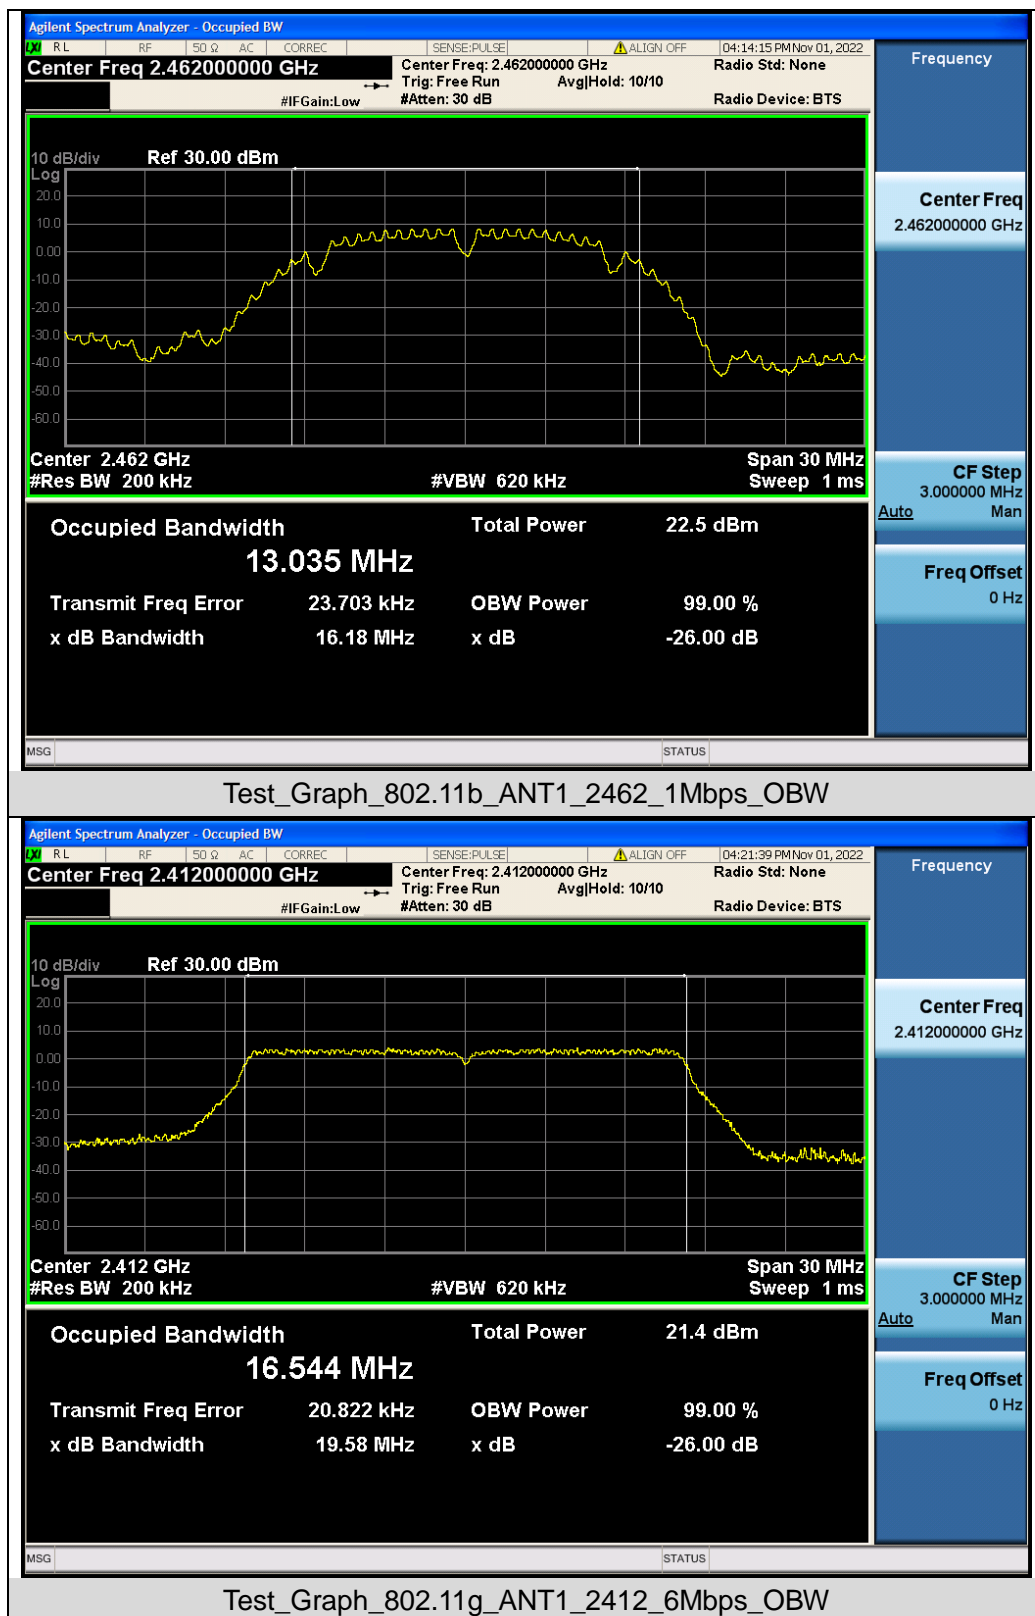 Agilent Spectrum Analyzer - Occupied BW
LXI RL RF 50 Ω AC CORREC SENSE:PULSE ALIGN OFF 04:14:15 PM Nov 01, 2022
Center Freq 2.462000000 GHz Center Freq: 2.462000000 GHz Radio Std: None
Trig: Free Run Avg|Hold: 10/10
#IFGain:Low #Atten: 30 dB Radio Device: BTS
Frequency
10 dB/div Ref 30.00 dBm
Log
20.0
10.0
0.00
-10.0
-20.0
-30.0
-40.0
-50.0
-60.0
Center 2.462 GHz Span 30 MHz
#Res BW 200 kHz #VBW 620 kHz Sweep 1 ms
Center Freq
2.462000000 GHz
CF Step
3.000000 MHz
Auto Man
Freq Offset
0 Hz
Occupied Bandwidth Total Power 22.5 dBm
13.035 MHz
Transmit Freq Error 23.703 kHz OBW Power 99.00 %
x dB Bandwidth 16.18 MHz x dB -26.00 dB
MSG STATUS
Test_Graph_802.11b_ANT1_2462_1Mbps_OBW
Agilent Spectrum Analyzer - Occupied BW
LXI RL RF 50 Ω AC CORREC SENSE:PULSE ALIGN OFF 04:21:39 PM Nov 01, 2022
Center Freq 2.412000000 GHz Center Freq: 2.412000000 GHz Radio Std: None
Trig: Free Run Avg|Hold: 10/10
#IFGain:Low #Atten: 30 dB Radio Device: BTS
Frequency
10 dB/div Ref 30.00 dBm
Log
20.0
10.0
0.00
-10.0
-20.0
-30.0
-40.0
-50.0
-60.0
Center 2.412 GHz Span 30 MHz
#Res BW 200 kHz #VBW 620 kHz Sweep 1 ms
Center Freq
2.412000000 GHz
CF Step
3.000000 MHz
Auto Man
Freq Offset
0 Hz
Occupied Bandwidth Total Power 21.4 dBm
16.544 MHz
Transmit Freq Error 20.822 kHz OBW Power 99.00 %
x dB Bandwidth 19.58 MHz x dB -26.00 dB
MSG STATUS
Test_Graph_802.11g_ANT1_2412_6Mbps_OBW